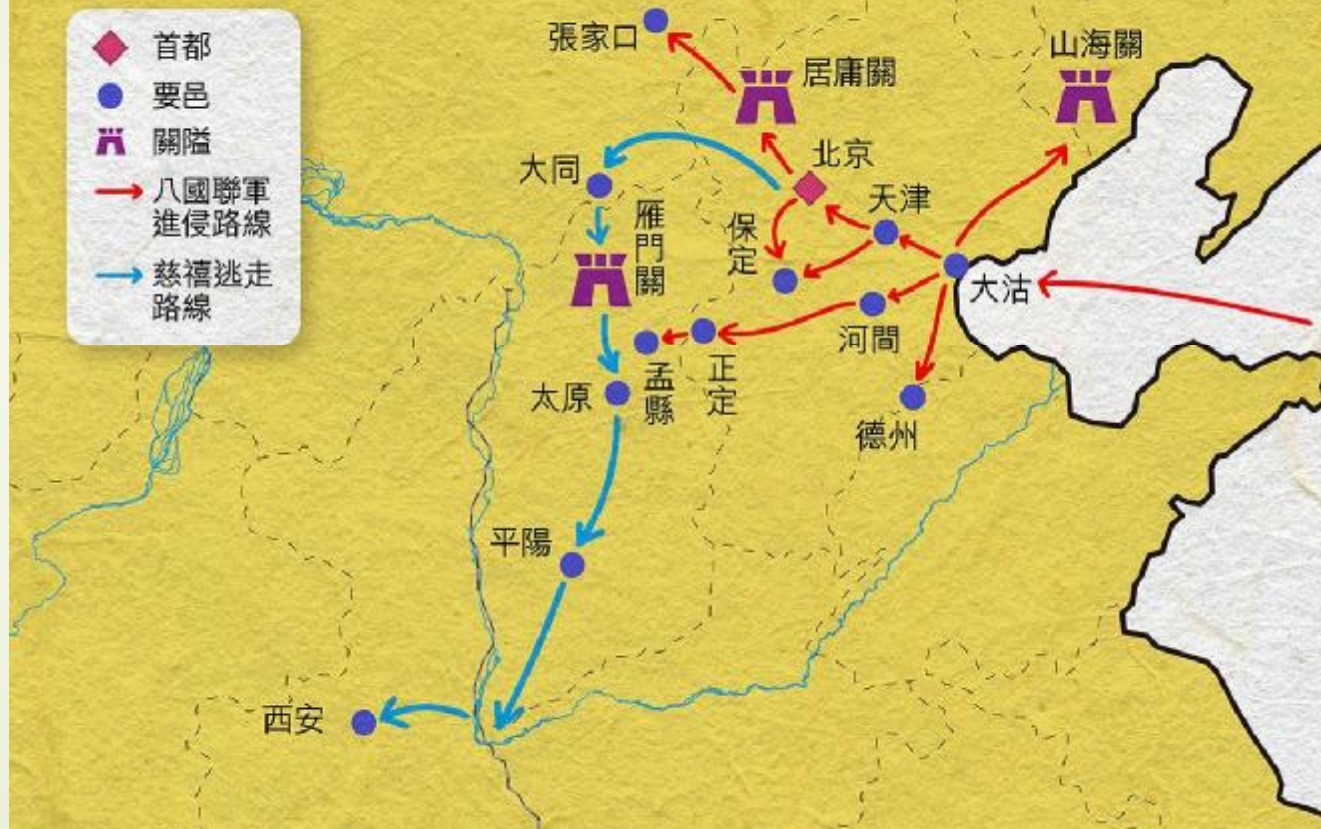 首都
要邑
關隘
八國聯軍
進侵路線
慈禧逃走
路線
張家口
居庸關
山海關
北京
大同
天津
雁門關
保定
大沽
河間
正定
孟縣
太原
德州
平陽
西安